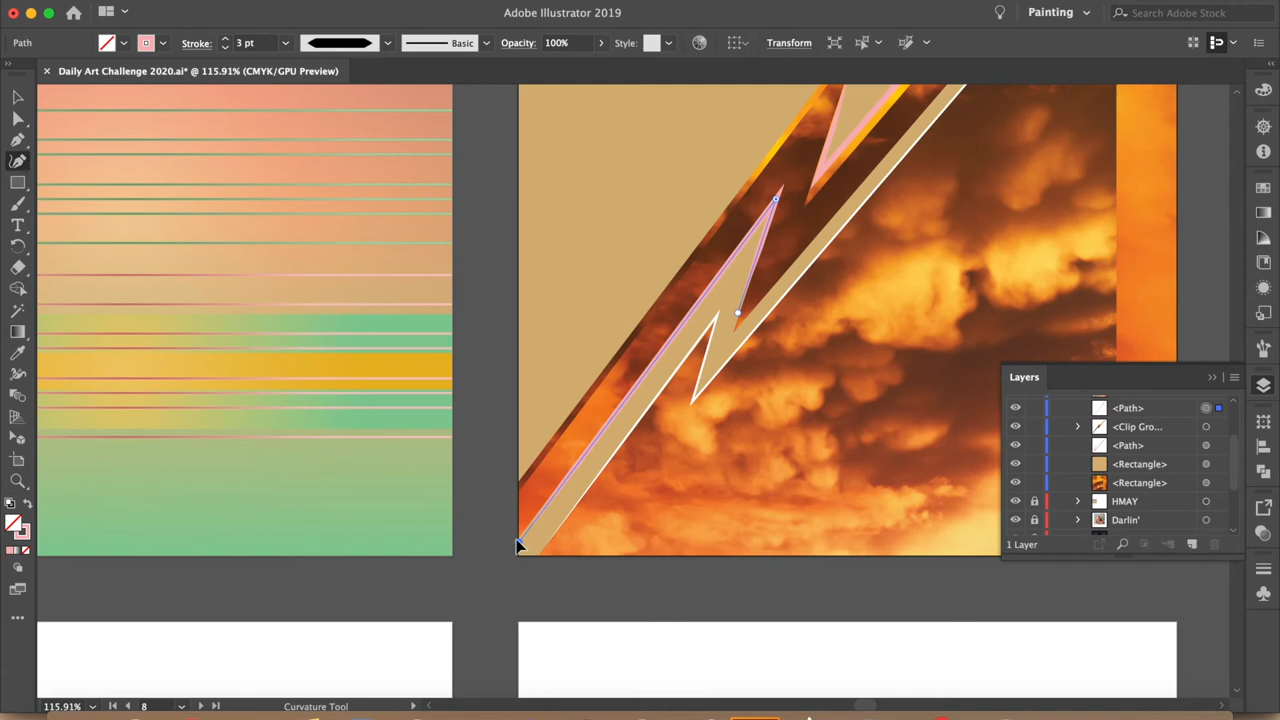 Adobe Illustrator 2019
Painting
Search Adobe Stock
Path
Stroke:
3 pt
Basic
Opacity:
100%
Style:
Transform
Daily Art Challenge 2020.ai* @ 115.91% (CMYK/GPU Preview)
Layers
<Path>
<Clip Gro...
<Path>
<Rectangle>
<Rectangle>
HMAY
Darlin'
1 Layer
115.91%
8
Curvature Tool